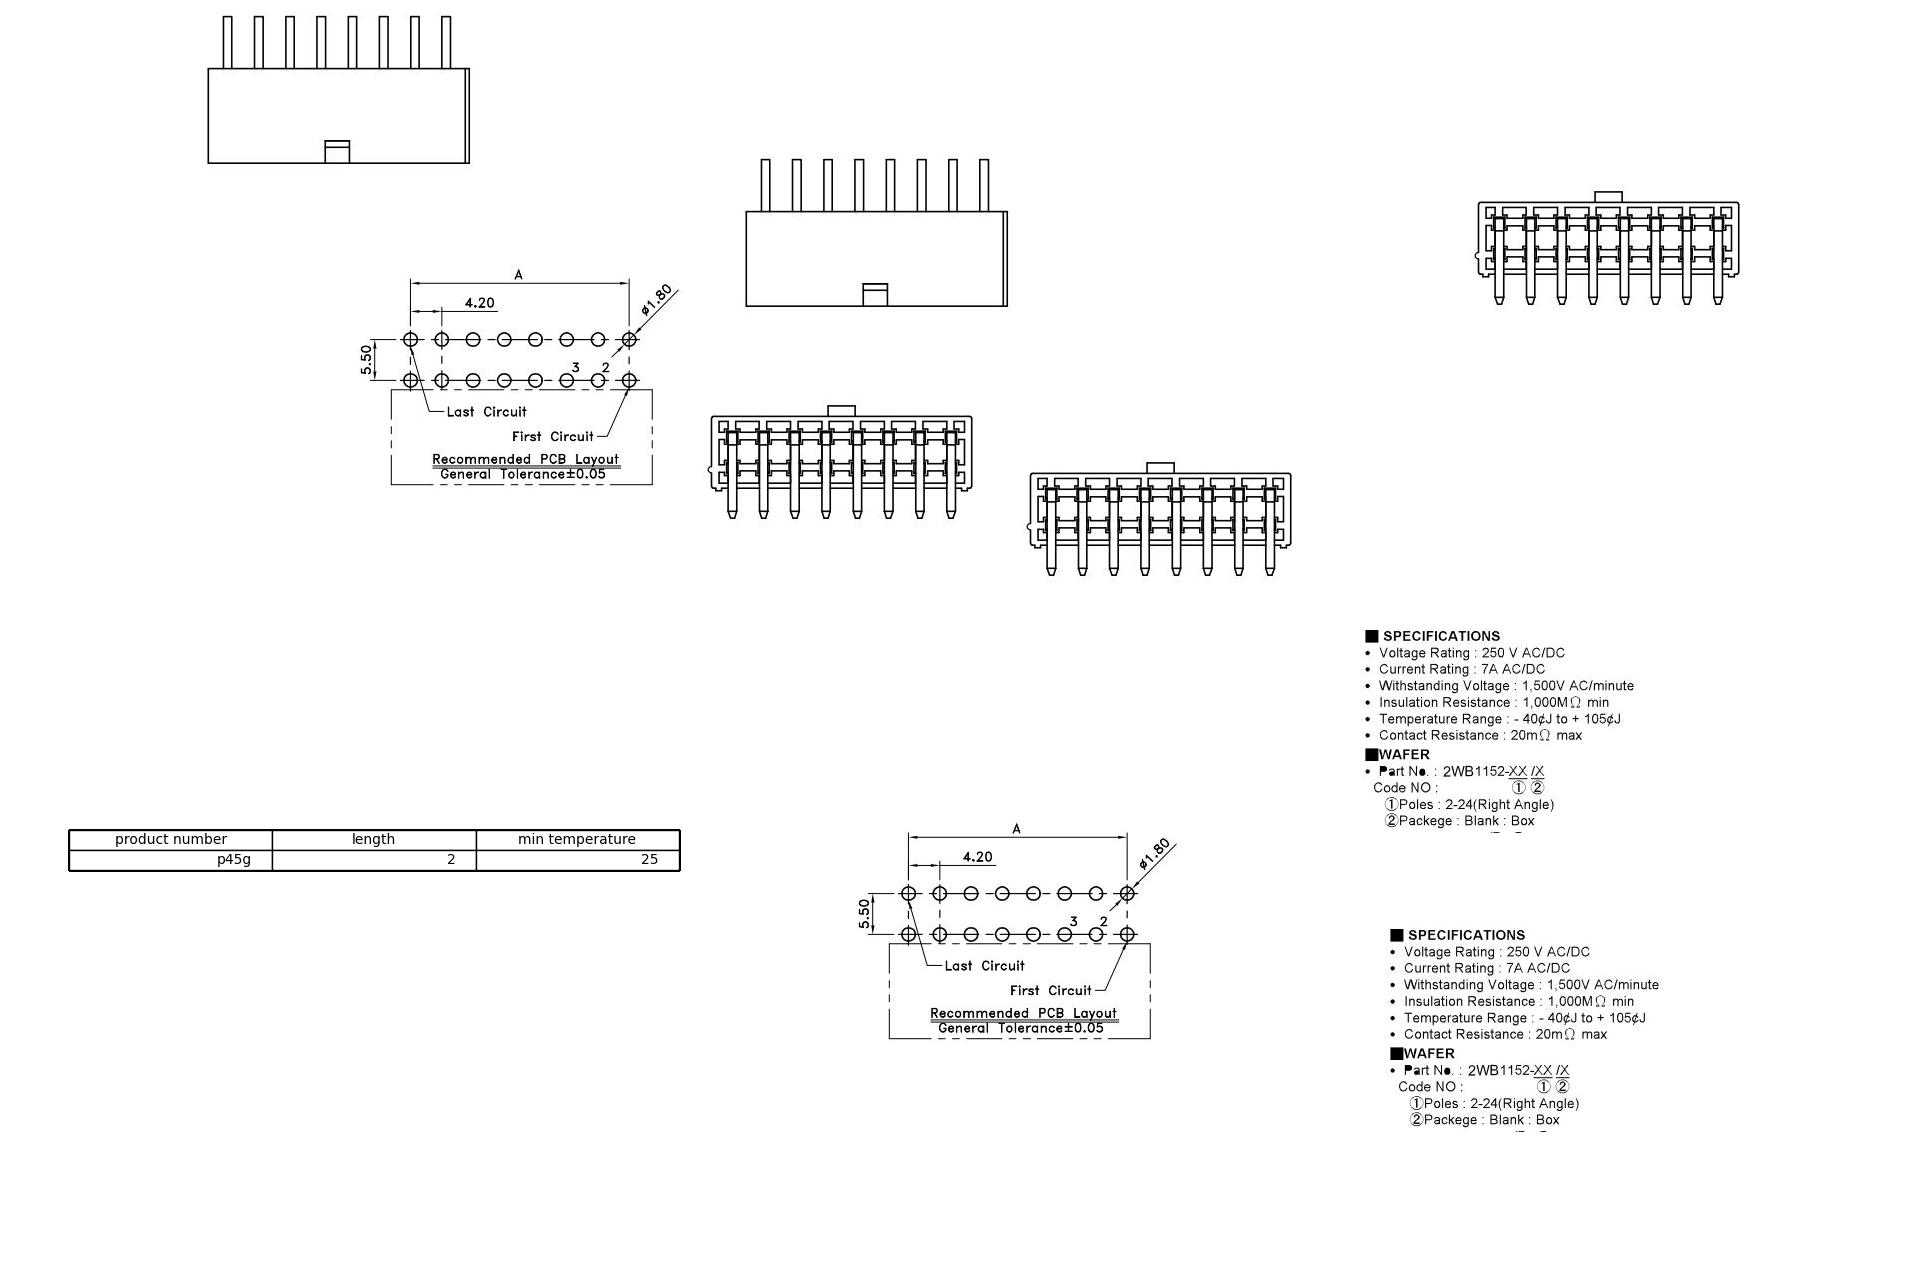 A
4.20
ø1.80
5.50
3 2
Last Circuit
First Circuit
Recommended PCB Layout
General Tolerance±0.05
■ SPECIFICATIONS
• Voltage Rating : 250 V AC/DC
• Current Rating : 7A AC/DC
• Withstanding Voltage : 1,500V AC/minute
• Insulation Resistance : 1,000MΩ min
• Temperature Range : - 40¢J to + 105¢J
• Contact Resistance : 20mΩ max
■WAFER
• Part No. : 2WB1152-XX /X
Code NO : ① ②
①Poles : 2-24(Right Angle)
②Packege : Blank : Box
product number length min temperature
p45g 2 25
A
4.20
ø1.80
5.50
3 2
Last Circuit
First Circuit
Recommended PCB Layout
General Tolerance±0.05
■ SPECIFICATIONS
• Voltage Rating : 250 V AC/DC
• Current Rating : 7A AC/DC
• Withstanding Voltage : 1,500V AC/minute
• Insulation Resistance : 1,000MΩ min
• Temperature Range : - 40¢J to + 105¢J
• Contact Resistance : 20mΩ max
■WAFER
• Part No. : 2WB1152-XX /X
Code NO : ① ②
①Poles : 2-24(Right Angle)
②Packege : Blank : Box